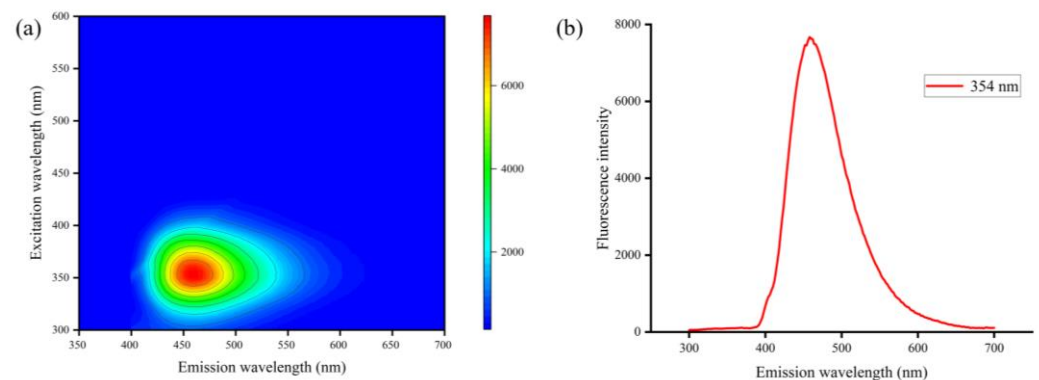 (a)
600
550
500
450
400
350
300
Excitation wavelength (nm)
350 400 450 500 550 600 650 700
Emission wavelength (nm)
6000
4000
2000
(b)
8000
6000
4000
2000
0
Fluorescence intensity
354 nm
300 400 500 600 700
Emission wavelength (nm)